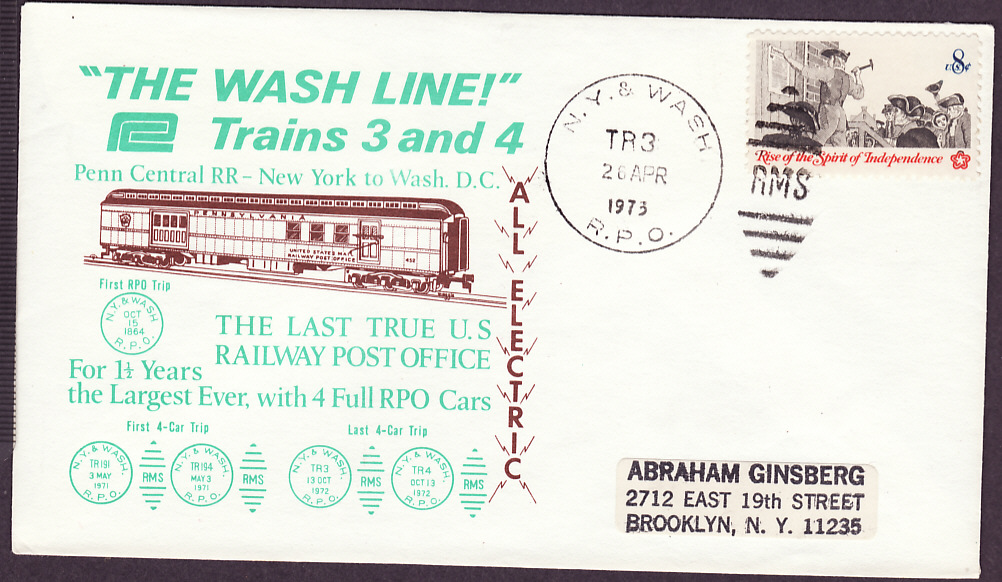 "THE WASH LINE!"
Trains 3 and 4
Penn Central RR – New York to Wash. D.C.
PENNSYLVANIA
UNITED STATES MAIL
RAILWAY POST OFFICE
ALL ELECTRIC
First RPO Trip
N.Y. & WASH
OCT
15
1864
R.P.O.
THE LAST TRUE U.S
RAILWAY POST OFFICE
For 1½ Years
the Largest Ever, with 4 Full RPO Cars
First 4-Car Trip
N.Y. & WASH.
TR191
3 MAY
1971
R.P.O.
RMS
N.Y. & WASH.
TR194
MAY 3
1971
R.P.O.
RMS
Last 4-Car Trip
N.Y. & WASH.
TR3
13 OCT
1972
R.P.O.
RMS
N.Y. & WASH.
TR4
OCT 13
1972
R.P.O.
RMS
N.Y. & WASH.
TR3
26 APR
1973
R.P.O.
RMS
8
U.S. ¢
Rise of the Spirit of Independence
ABRAHAM GINSBERG
2712 EAST 19th STREET
BROOKLYN, N. Y. 11235